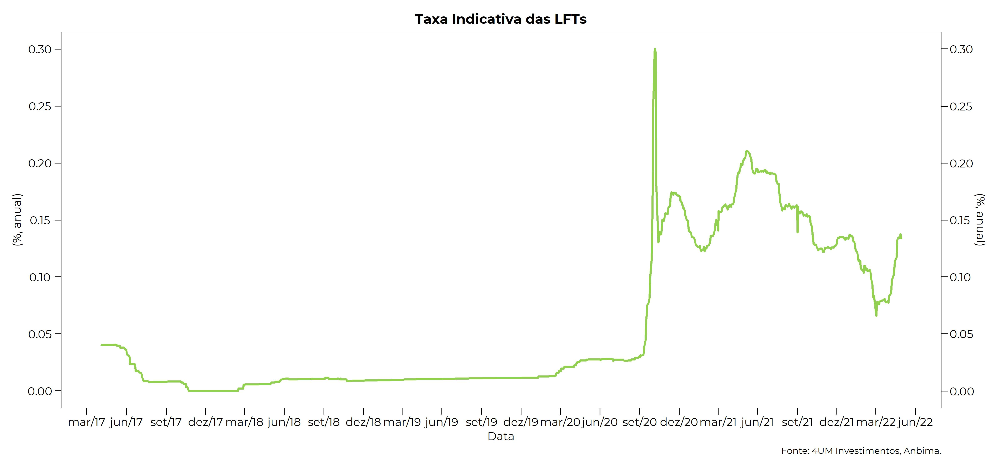 Taxa Indicativa das LFTs
0.30
0.25
0.20
0.15
0.10
0.05
0.00
(%, anual)
0.30
0.25
0.20
0.15
0.10
0.05
0.00
(%, anual)
mar/17 jun/17 set/17 dez/17 mar/18 jun/18 set/18 dez/18 mar/19 jun/19 set/19 dez/19 mar/20 jun/20 set/20 dez/20 mar/21 jun/21 set/21 dez/21 mar/22 jun/22
Data
Fonte: 4UM Investimentos, Anbima.